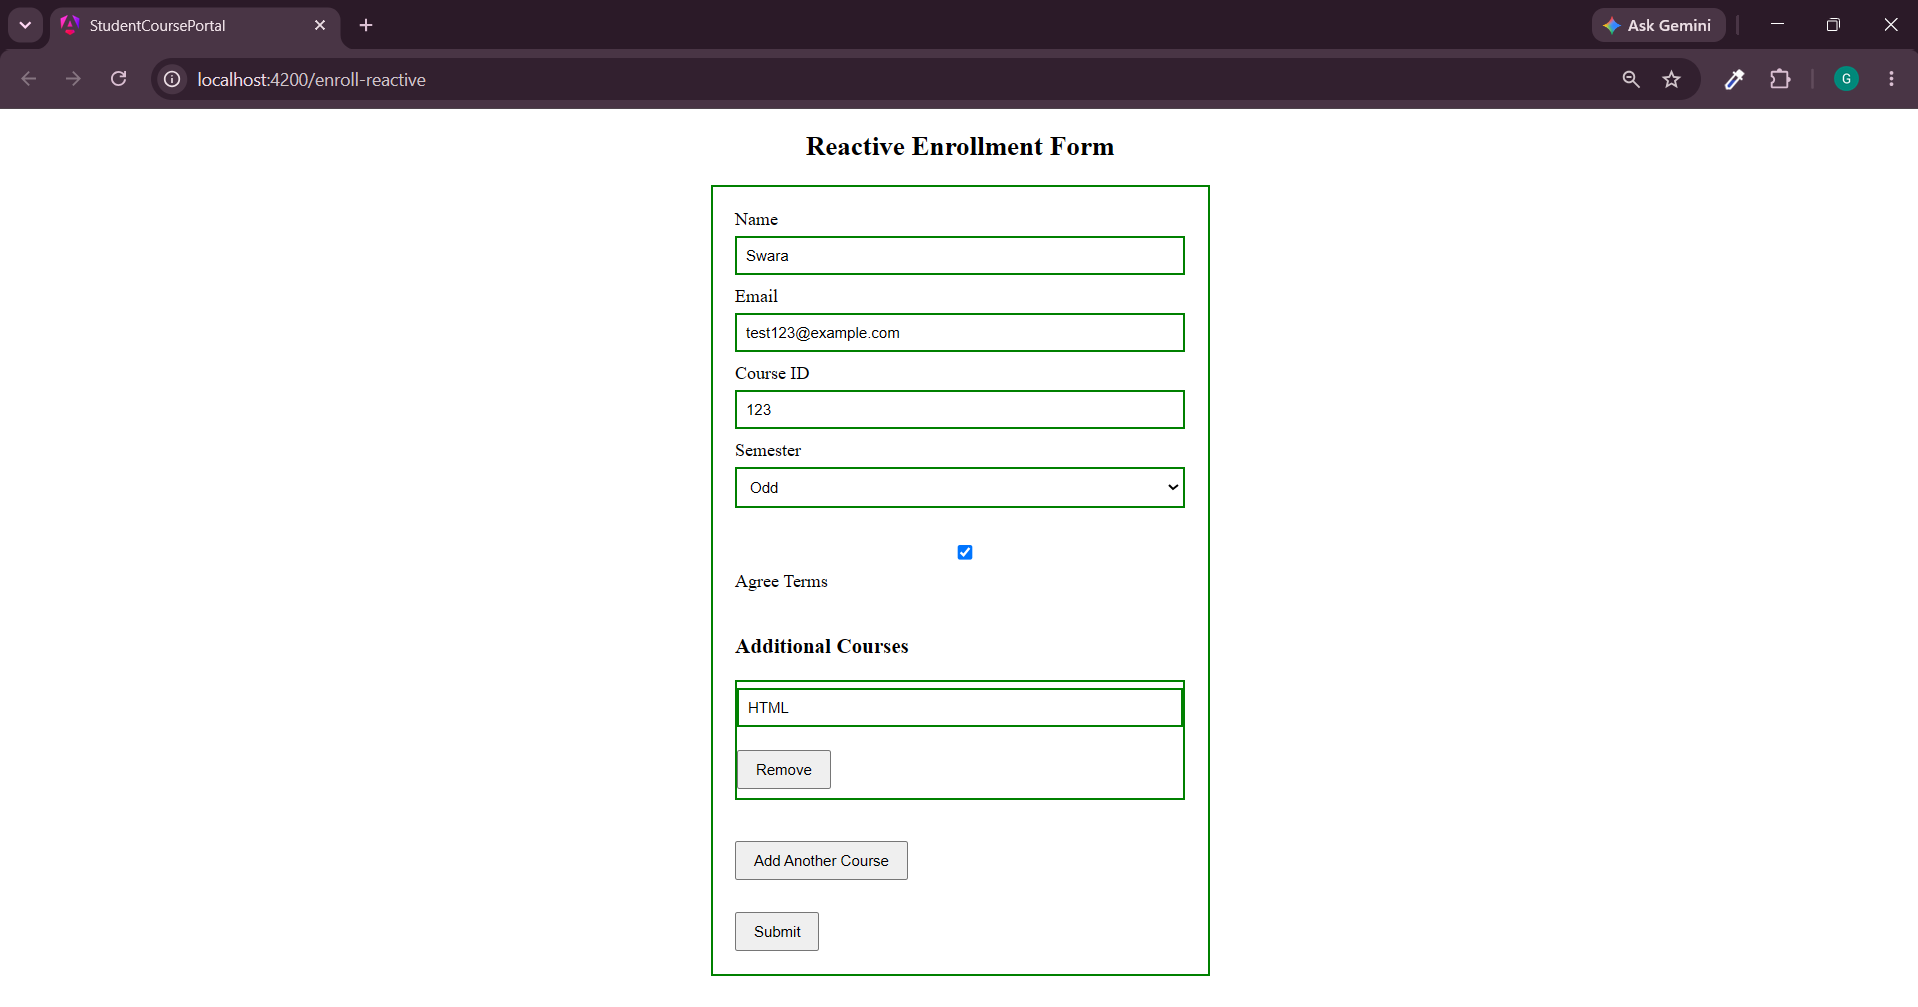 StudentCoursePortal
Ask Gemini
localhost:4200/enroll-reactive
G
Reactive Enrollment Form
Name
Swara
Email
test123@example.com
Course ID
123
Semester
Odd
Agree Terms
Additional Courses
HTML
Remove
Add Another Course
Submit